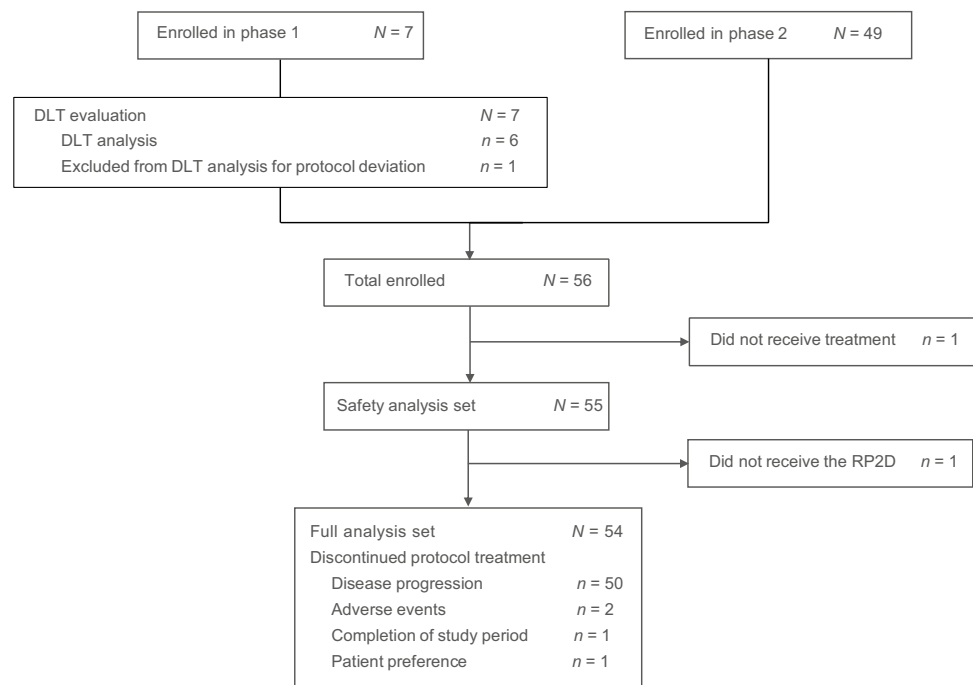 Enrolled in phase 1 N = 7
Enrolled in phase 2 N = 49
DLT evaluation N = 7
DLT analysis n = 6
Excluded from DLT analysis for protocol deviation n = 1
Total enrolled N = 56
Did not receive treatment n = 1
Safety analysis set N = 55
Did not receive the RP2D n = 1
Full analysis set N = 54
Discontinued protocol treatment
Disease progression n = 50
Adverse events n = 2
Completion of study period n = 1
Patient preference n = 1